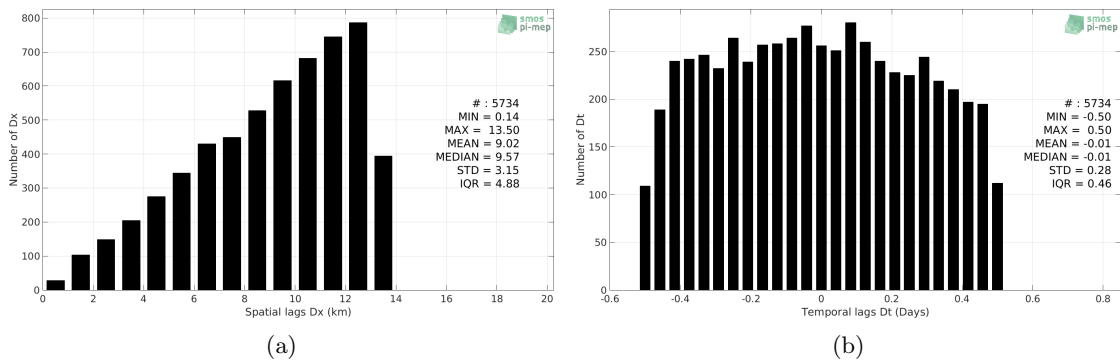 800
700
600
500
400
300
200
100
0
Number of Dx
0 2 4 6 8 10 12 14 16 18 20
Spatial lags Dx (km)
smos
pi-mep
# : 5734
MIN = 0.14
MAX = 13.50
MEAN = 9.02
MEDIAN = 9.57
STD = 3.15
IQR = 4.88
(a)
250
200
150
100
50
0
Number of Dt
-0.6 -0.4 -0.2 0 0.2 0.4 0.6 0.8
Temporal lags Dt (Days)
smos
pi-mep
# : 5734
MIN = -0.50
MAX = 0.50
MEAN = -0.01
MEDIAN = -0.01
STD = 0.28
IQR = 0.46
(b)